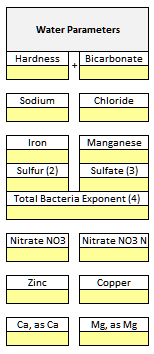 Water Parameters
Hardness + Bicarbonate
Sodium Chloride
Iron Manganese
Sulfur (2) Sulfate (3)
Total Bacteria Exponent (4)
Nitrate NO3 Nitrate NO3 N
Zinc Copper
Ca, as Ca Mg, as Mg